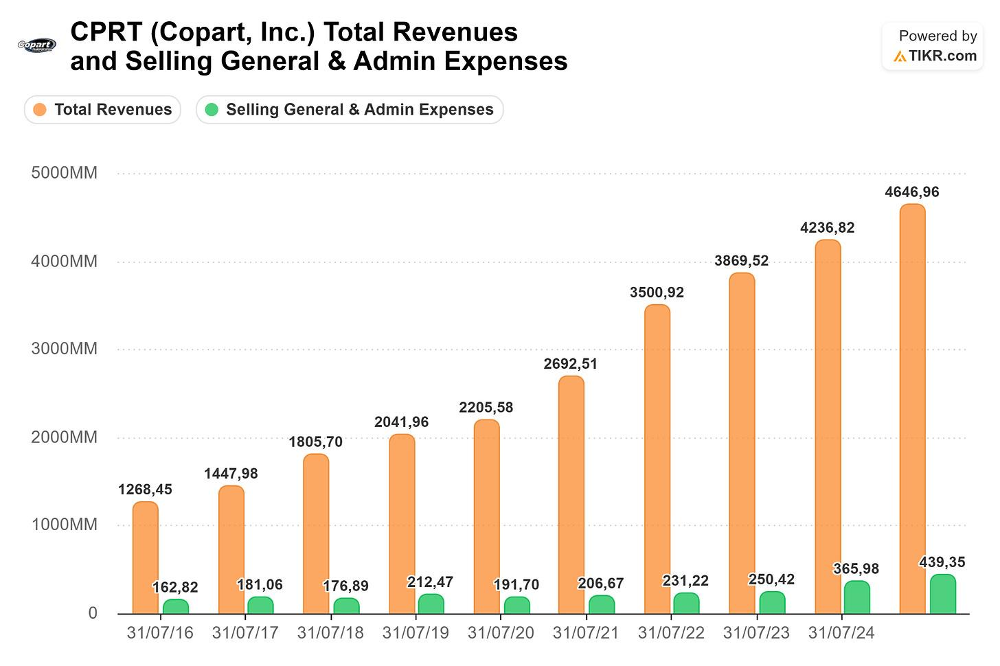 Copart
CPRT (Copart, Inc.) Total Revenues
and Selling General & Admin Expenses
Powered by
TIKR.com
Total Revenues
Selling General & Admin Expenses
5000MM
4000MM
3000MM
2000MM
1000MM
0
1268,45
162,82
1447,98
181,06
1805,70
176,89
2041,96
212,47
2205,58
191,70
2692,51
206,67
3500,92
231,22
3869,52
250,42
4236,82
365,98
4646,96
439,35
31/07/16
31/07/17
31/07/18
31/07/19
31/07/20
31/07/21
31/07/22
31/07/23
31/07/24